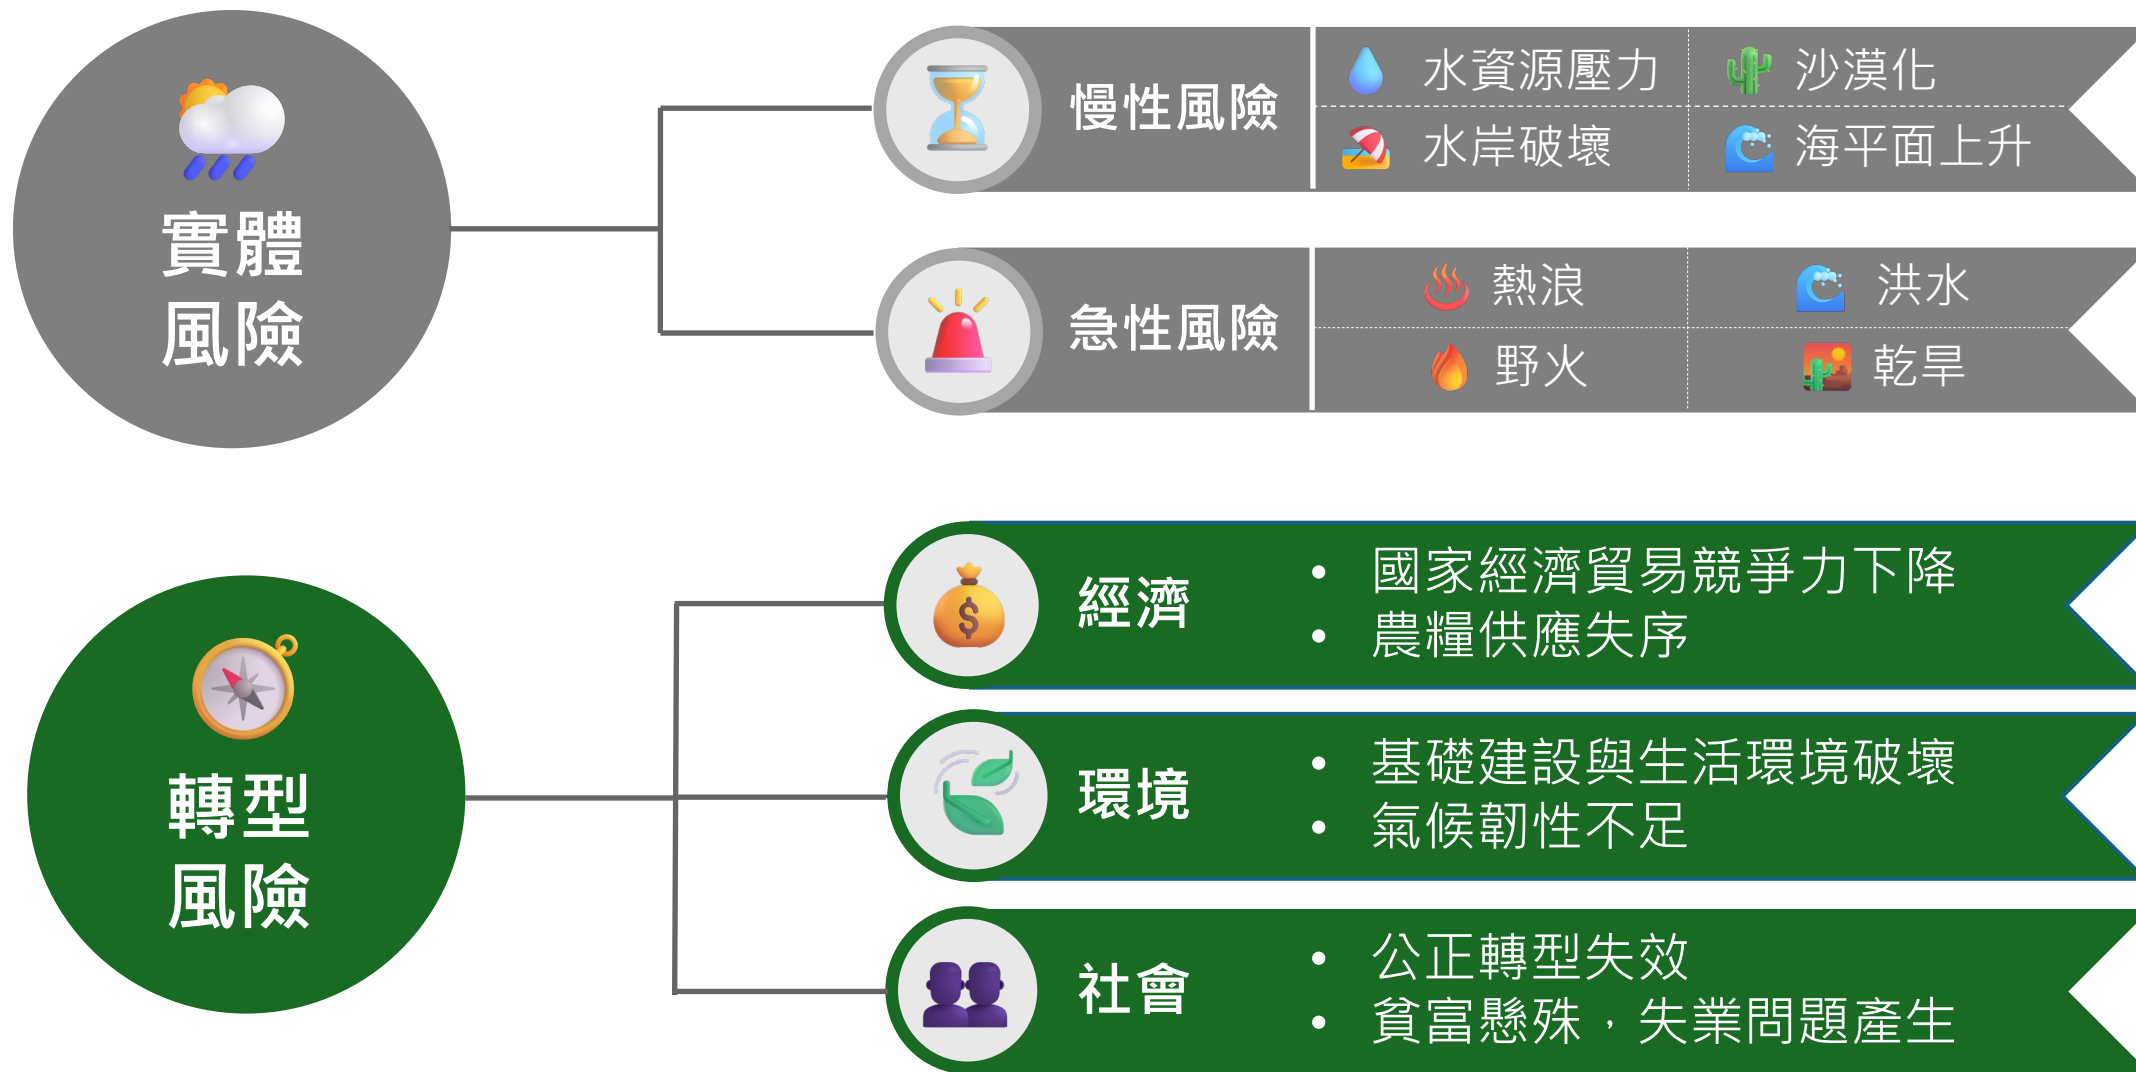 實體
風險
慢性風險
水資源壓力
沙漠化
水岸破壞
海平面上升
急性風險
熱浪
洪水
野火
乾旱
轉型
風險
經濟
• 國家經濟貿易競爭力下降
• 農糧供應失序
環境
• 基礎建設與生活環境破壞
• 氣候韌性不足
社會
• 公正轉型失效
• 貧富懸殊，失業問題產生